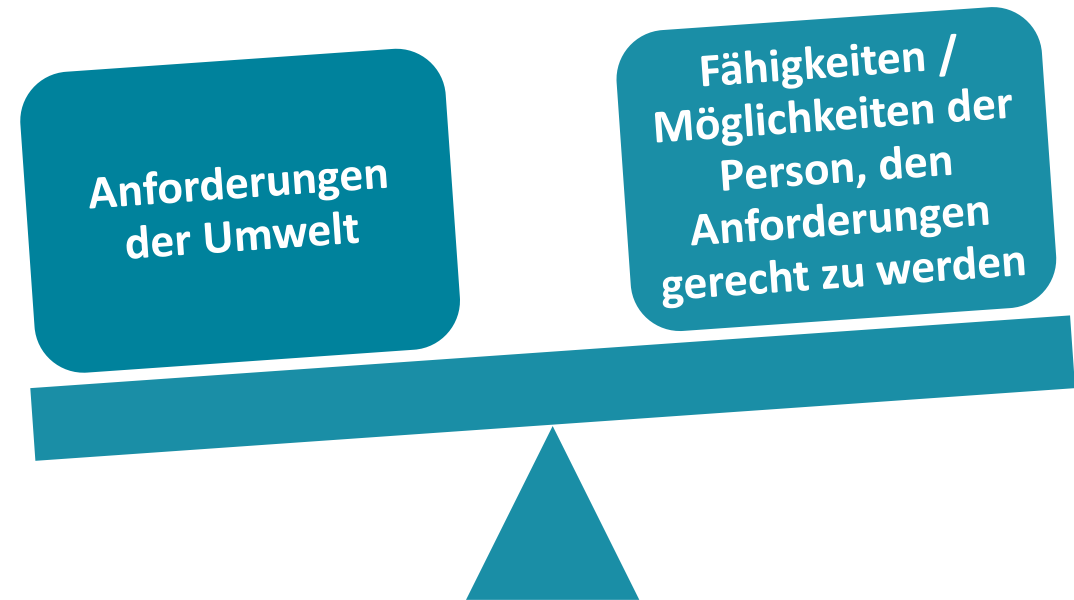 Anforderungen
der Umwelt
Fähigkeiten /
Möglichkeiten der
Person, den
Anforderungen
gerecht zu werden